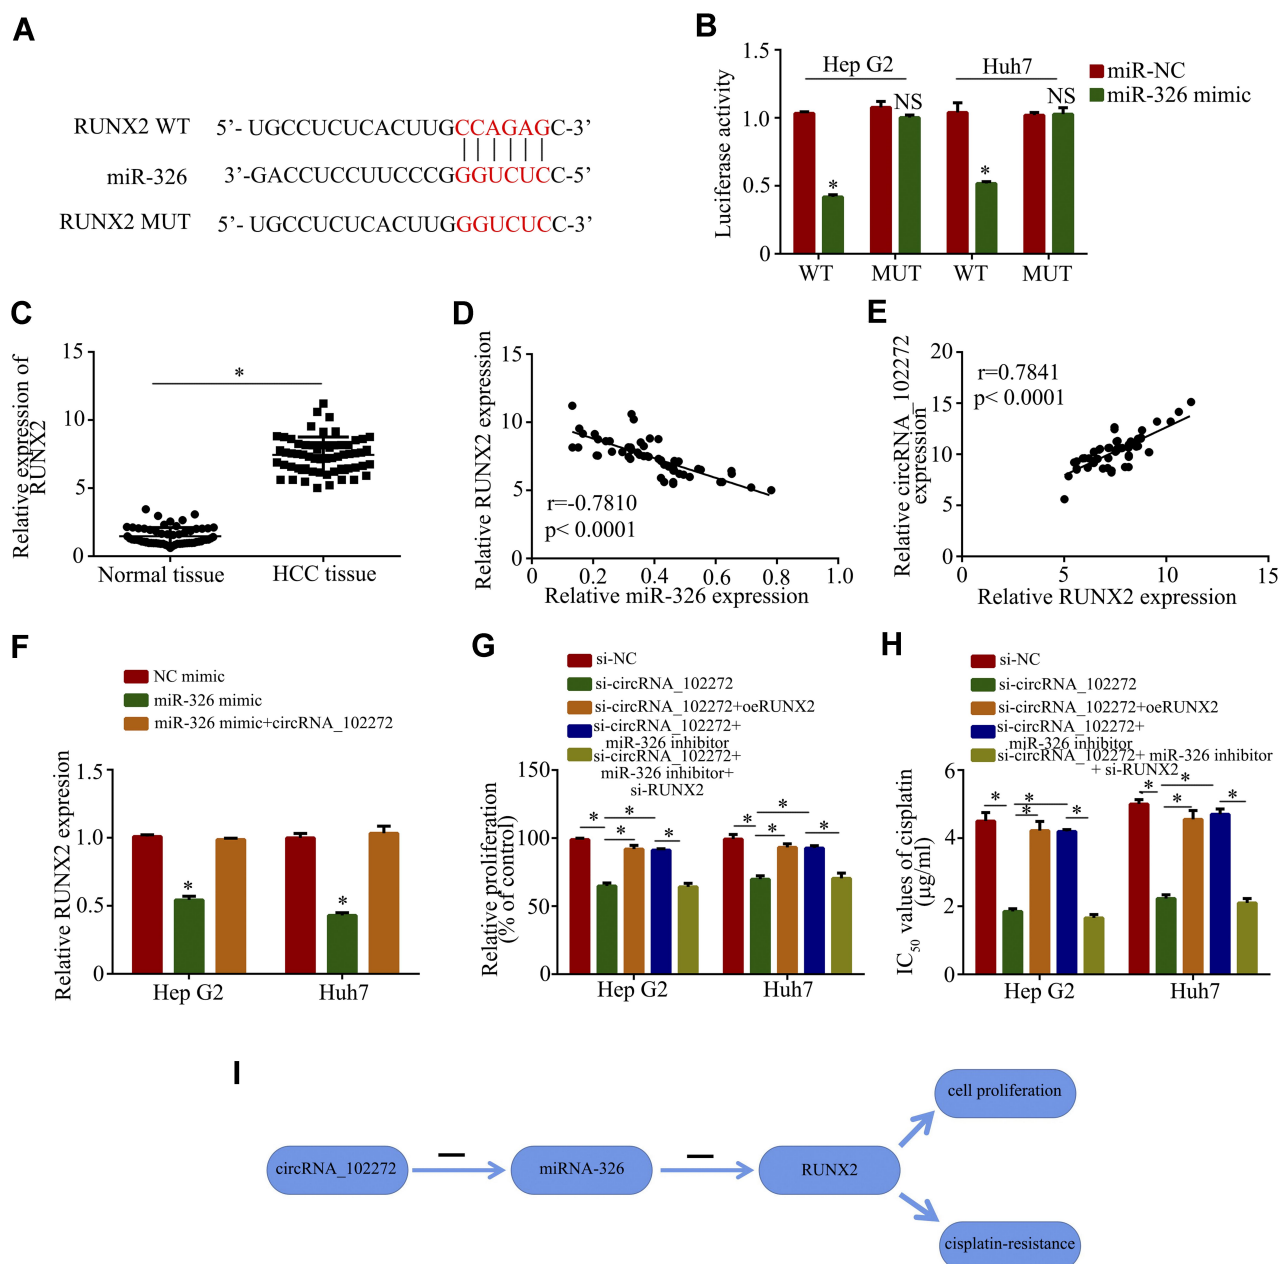 A
RUNX2 WT 5’- UGCCUCUCACUUGCCAGAGC-3’
miR-326 3’-GACCUCCUUCCCGGGUCUCC-5’
RUNX2 MUT 5’- UGCCUCUCACUUGGGUCUCC-3’
B
Luciferase activity
1.5
1.0
0.5
0
Hep G2
Huh7
NS
NS
*
*
WT MUT WT MUT
miR-NC
miR-326 mimic
C
Relative expression of
RUNX2
15
10
5
0
*
Normal tissue HCC tissue
D
Relative RUNX2 expression
15
10
5
0
r=-0.7810
p< 0.0001
0 0.2 0.4 0.6 0.8 1.0
Relative miR-326 expression
E
Relative circRNA_102272
expression
20
15
10
5
0
r=0.7841
p< 0.0001
0 5 10 15
Relative RUNX2 expression
F
NC mimic
miR-326 mimic
miR-326 mimic+circRNA_102272
Relative RUNX2 expresion
1.5
1.0
0.5
0
*
*
Hep G2 Huh7
G
si-NC
si-circRNA_102272
si-circRNA_102272+oeRUNX2
si-circRNA_102272+
miR-326 inhibitor
si-circRNA_102272+
miR-326 inhibitor+
si-RUNX2
Relative proliferation
(% of control)
150
100
50
0
* * * * * * * *
Hep G2 Huh7
H
si-NC
si-circRNA_102272
si-circRNA_102272+oeRUNX2
si-circRNA_102272+
miR-326 inhibitor
si-circRNA_102272+ miR-326 inhibitor
+ si-RUNX2
IC50 values of cisplatin
(μg/ml)
6
4
2
0
* * * * * * * *
Hep G2 Huh7
I
circRNA_102272
miRNA-326
RUNX2
cell proliferation
cisplatin-resistance